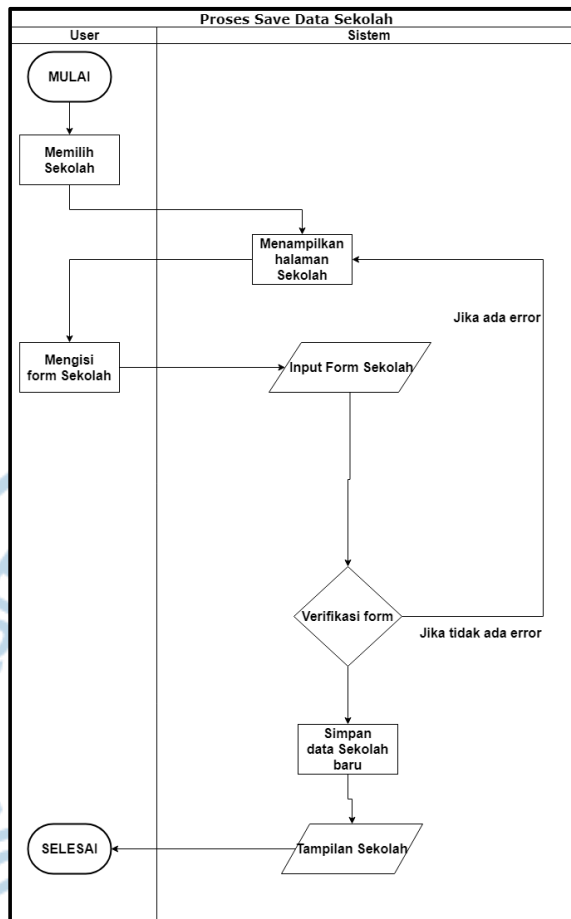 Proses Save Data Sekolah
User
Sistem
MULAI
Memilih
Sekolah
Menampilkan
halaman
Sekolah
Jika ada error
Mengisi
form Sekolah
Input Form Sekolah
Verifikasi form
Jika tidak ada error
Simpan
data Sekolah
baru
SELESAI
Tampilan Sekolah